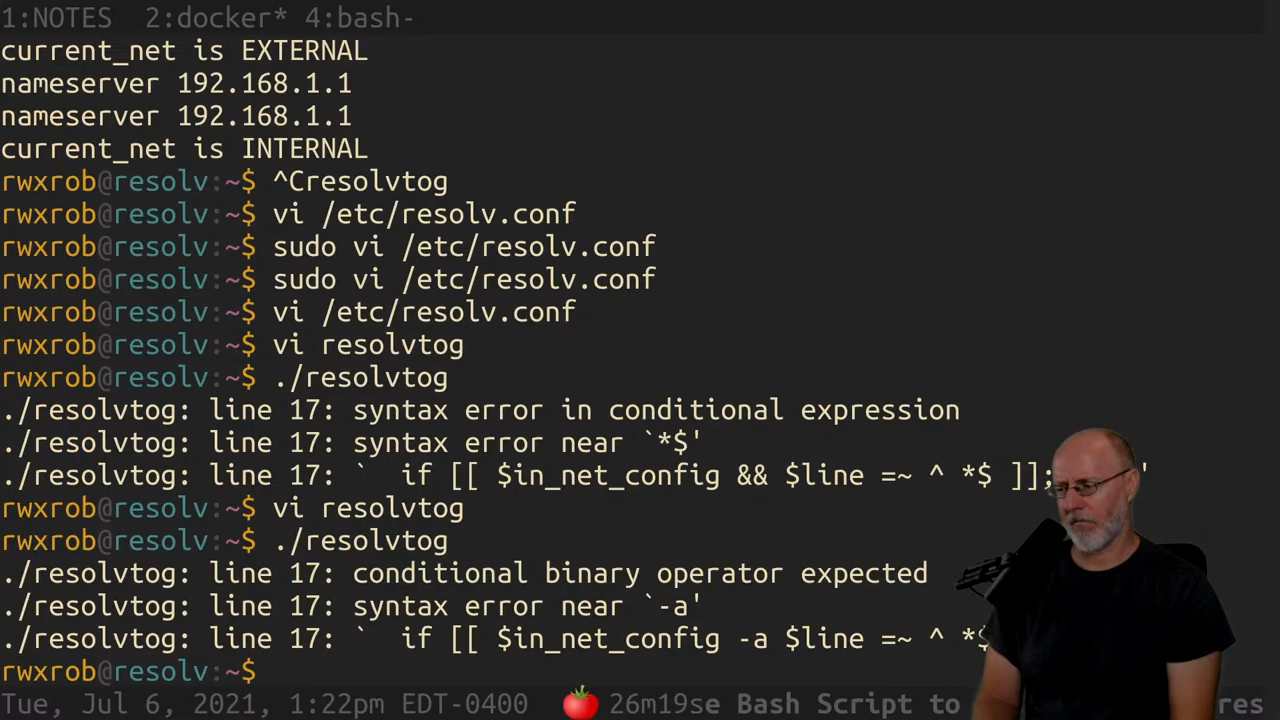 1:NOTES  2:docker* 4:bash-
current_net is EXTERNAL
nameserver 192.168.1.1
nameserver 192.168.1.1
current_net is INTERNAL
rwxrob@resolv:~$ ^Cresolvtog
rwxrob@resolv:~$ vi /etc/resolv.conf
rwxrob@resolv:~$ sudo vi /etc/resolv.conf
rwxrob@resolv:~$ sudo vi /etc/resolv.conf
rwxrob@resolv:~$ vi /etc/resolv.conf
rwxrob@resolv:~$ vi resolvtog
rwxrob@resolv:~$ ./resolvtog
./resolvtog: line 17: syntax error in conditional expression
./resolvtog: line 17: syntax error near `*$'
./resolvtog: line 17: `  if [[ $in_net_config && $line =~ ^ *$ ]]; '
rwxrob@resolv:~$ vi resolvtog
rwxrob@resolv:~$ ./resolvtog
./resolvtog: line 17: conditional binary operator expected
./resolvtog: line 17: syntax error near `-a'
./resolvtog: line 17: `  if [[ $in_net_config -a $line =~ ^ *$
rwxrob@resolv:~$
Tue, Jul 6, 2021, 1:22pm EDT-0400 🍅 26m19se Bash Script to res